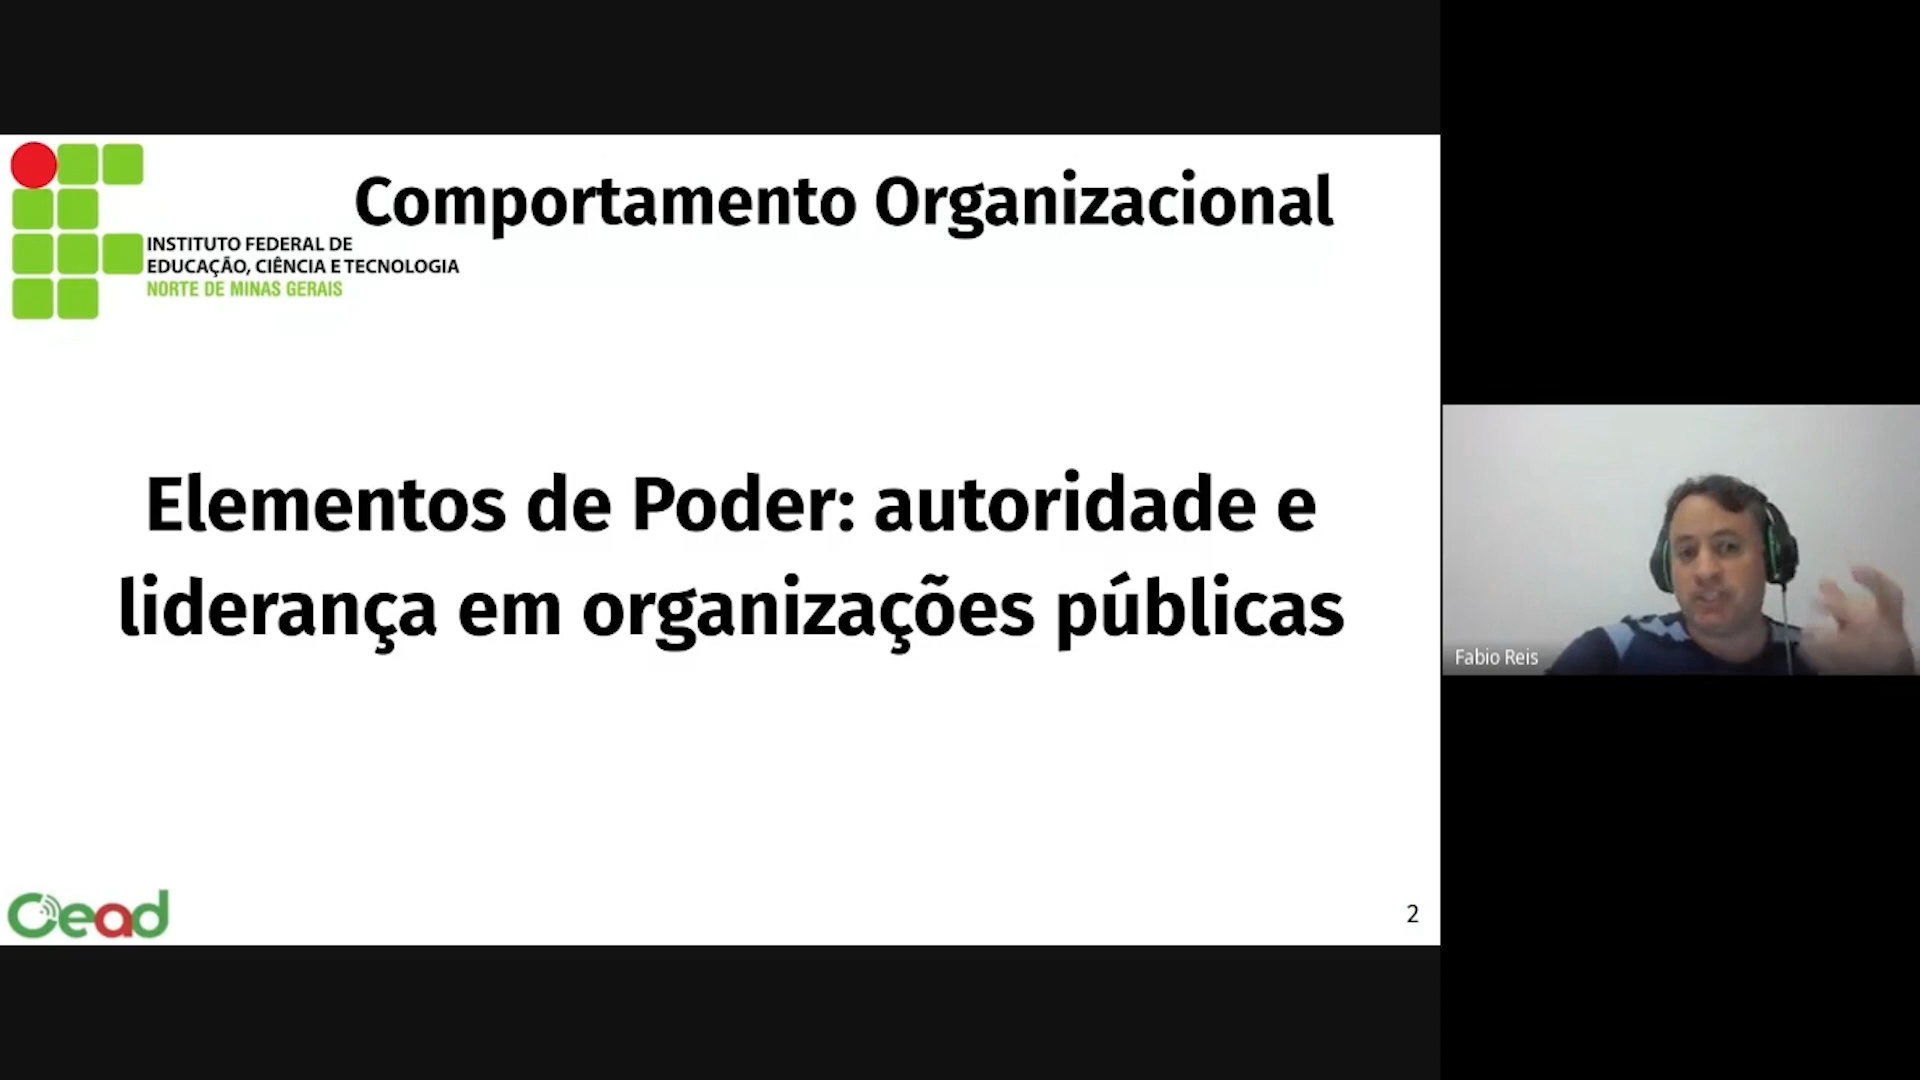 Comportamento Organizacional
INSTITUTO FEDERAL DE
EDUCAÇÃO, CIÊNCIA E TECNOLOGIA
NORTE DE MINAS GERAIS
Elementos de Poder: autoridade e
liderança em organizações públicas
Fabio Reis
Cead
2